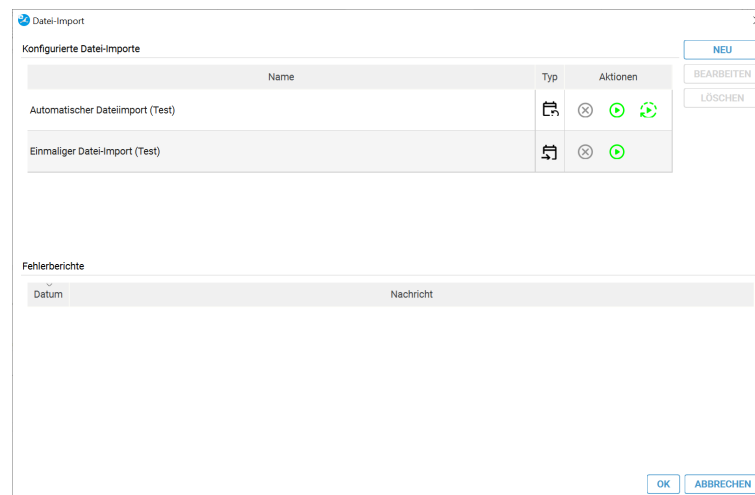 Datei-Import
Konfigurierte Datei-Importe
NEU
Name Typ Aktionen
BEARBEITEN
LÖSCHEN
Automatischer Dateiimport (Test)
Einmaliger Datei-Import (Test)
Fehlerberichte
Datum Nachricht
OK ABBRECHEN